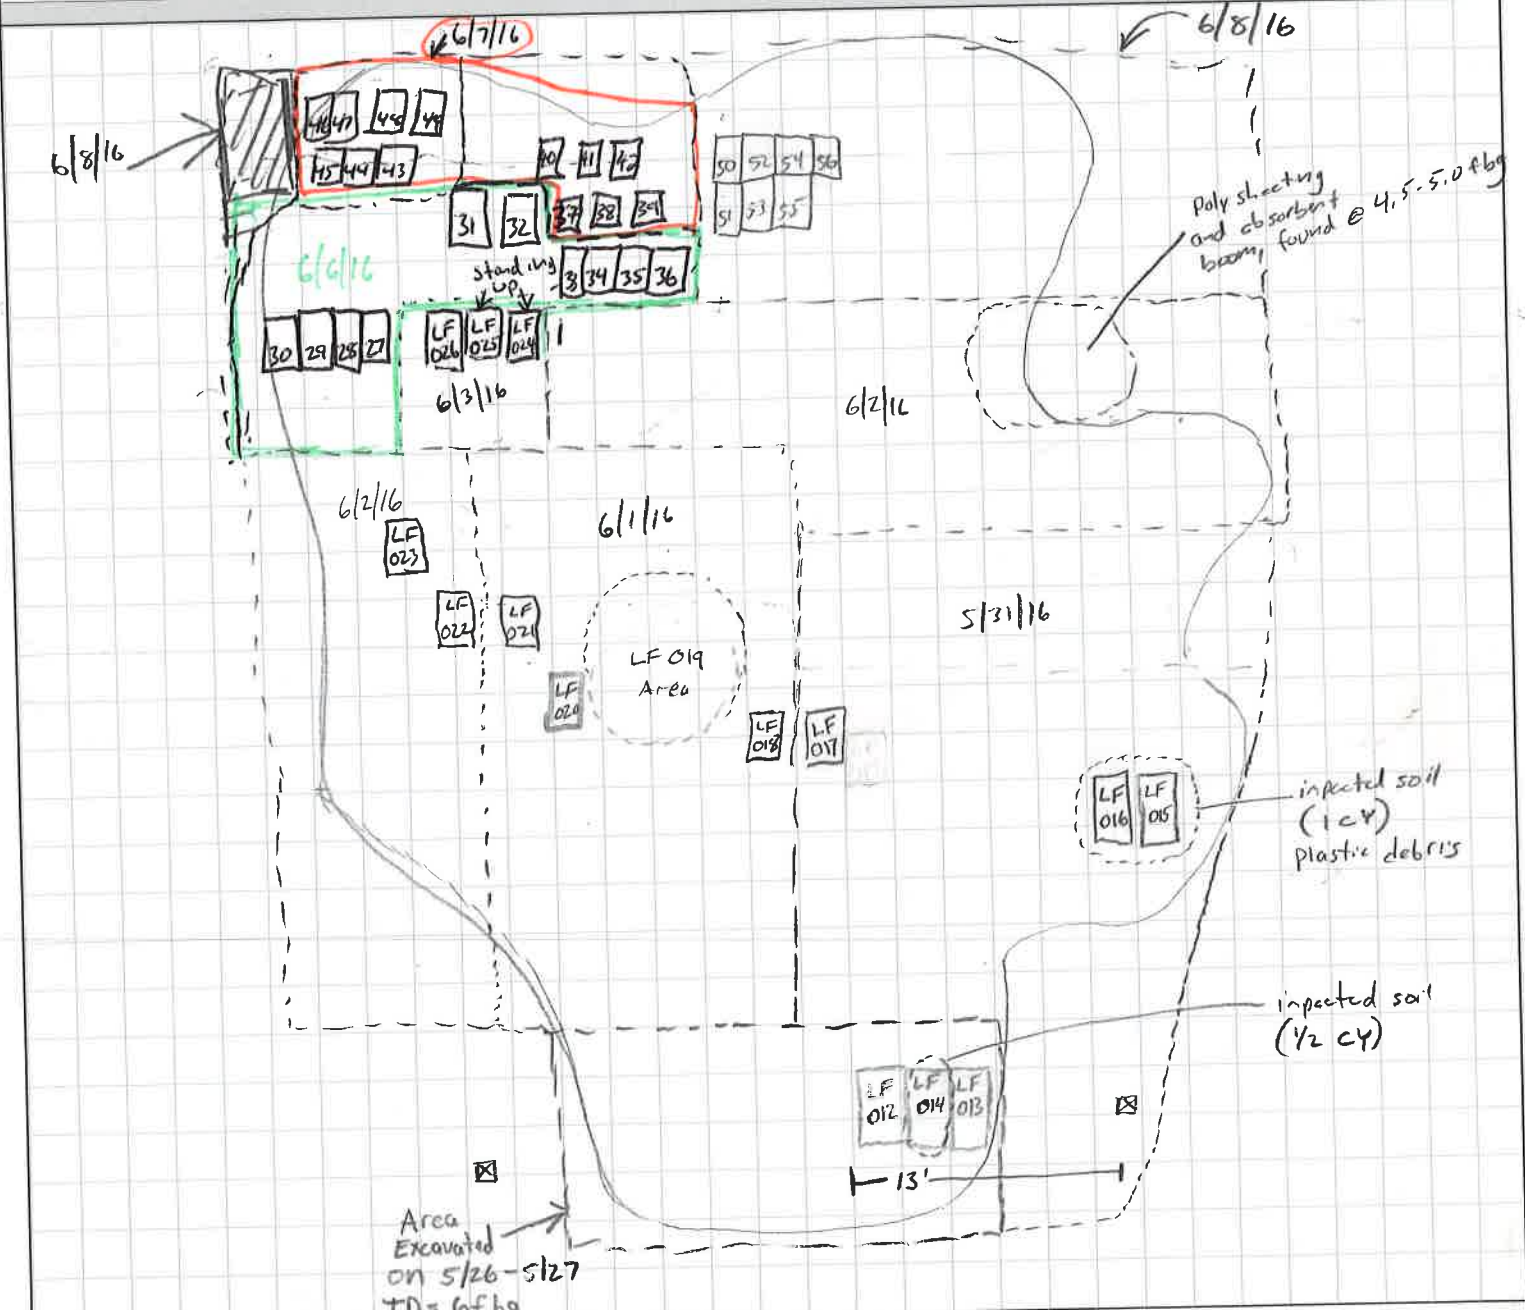 6/7/16
6/8/16
6/8/16
46 47 48 49
45 44 43
40 41 42
50 52 54 56
51 53 55
31 32
37 38 39
Poly sheeting
and absorbent
boom, found @ 4.5-5.0 fbg
6/6/16
standing
up
33 34 35 36
30 29 28 27
LF
026
LF
025
LF
024
6/3/16
6/2/16
6/2/16
6/1/16
LF
023
LF
022
LF
021
5/31/16
LF 019
Area
LF
020
LF
018
LF
017
LF
016
LF
015
inpacted soil
(1 CY)
plastic debris
inpacted soil
(1/2 CY)
LF
012
LF
014
LF
013
13'
Area
Excavated
on 5/26-5/27
TD= 6fbg